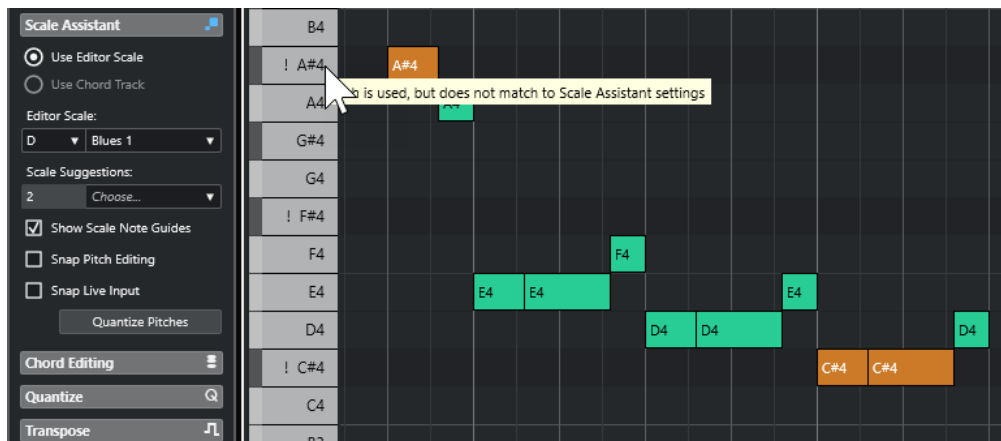 Scale Assistant
Use Editor Scale
Use Chord Track
Editor Scale:
D Blues 1
Scale Suggestions:
2 Choose...
Show Scale Note Guides
Snap Pitch Editing
Snap Live Input
Quantize Pitches
Chord Editing
Quantize Q
Transpose
B4
! A#4 A#4
is used, but does not match to Scale Assistant settings
A4 A4
G#4
G4
! F#4
F4 F4
E4 E4 E4 E4
D4 D4 D4 D4
! C#4 C#4 C#4
C4